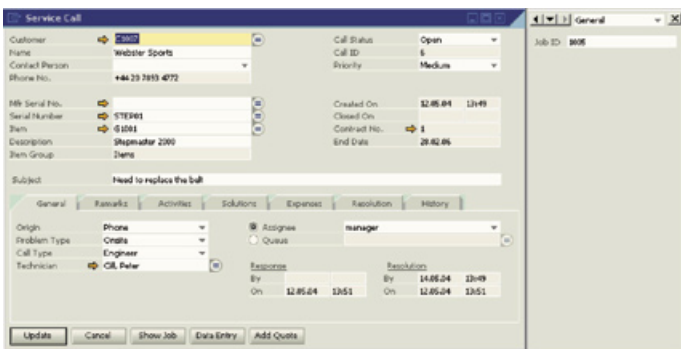 Service Call
General
Job ID 1005
Customer C1007
Name Webster Sports
Contact Person
Phone No. +44 20 7893 4772
Call Status Open
Call ID 6
Priority Medium
Mfr Serial No.
Serial Number STEP01
Item G1001
Description Stepmaster 2000
Item Group Items
Created On 12.05.04 13:49
Closed On
Contract No. 1
End Date 28.02.06
Subject Need to replace the belt
General Remarks Activities Solutions Expenses Resolution History
Origin Phone
Problem Type Onsite
Call Type Engineer
Technician Gill, Peter
Assignee manager
Queue
Response Resolution
By By 14.05.04 13:49
On 12.05.04 13:51 On 12.05.04 13:51
Update Cancel Show Job Data Entry Add Quote